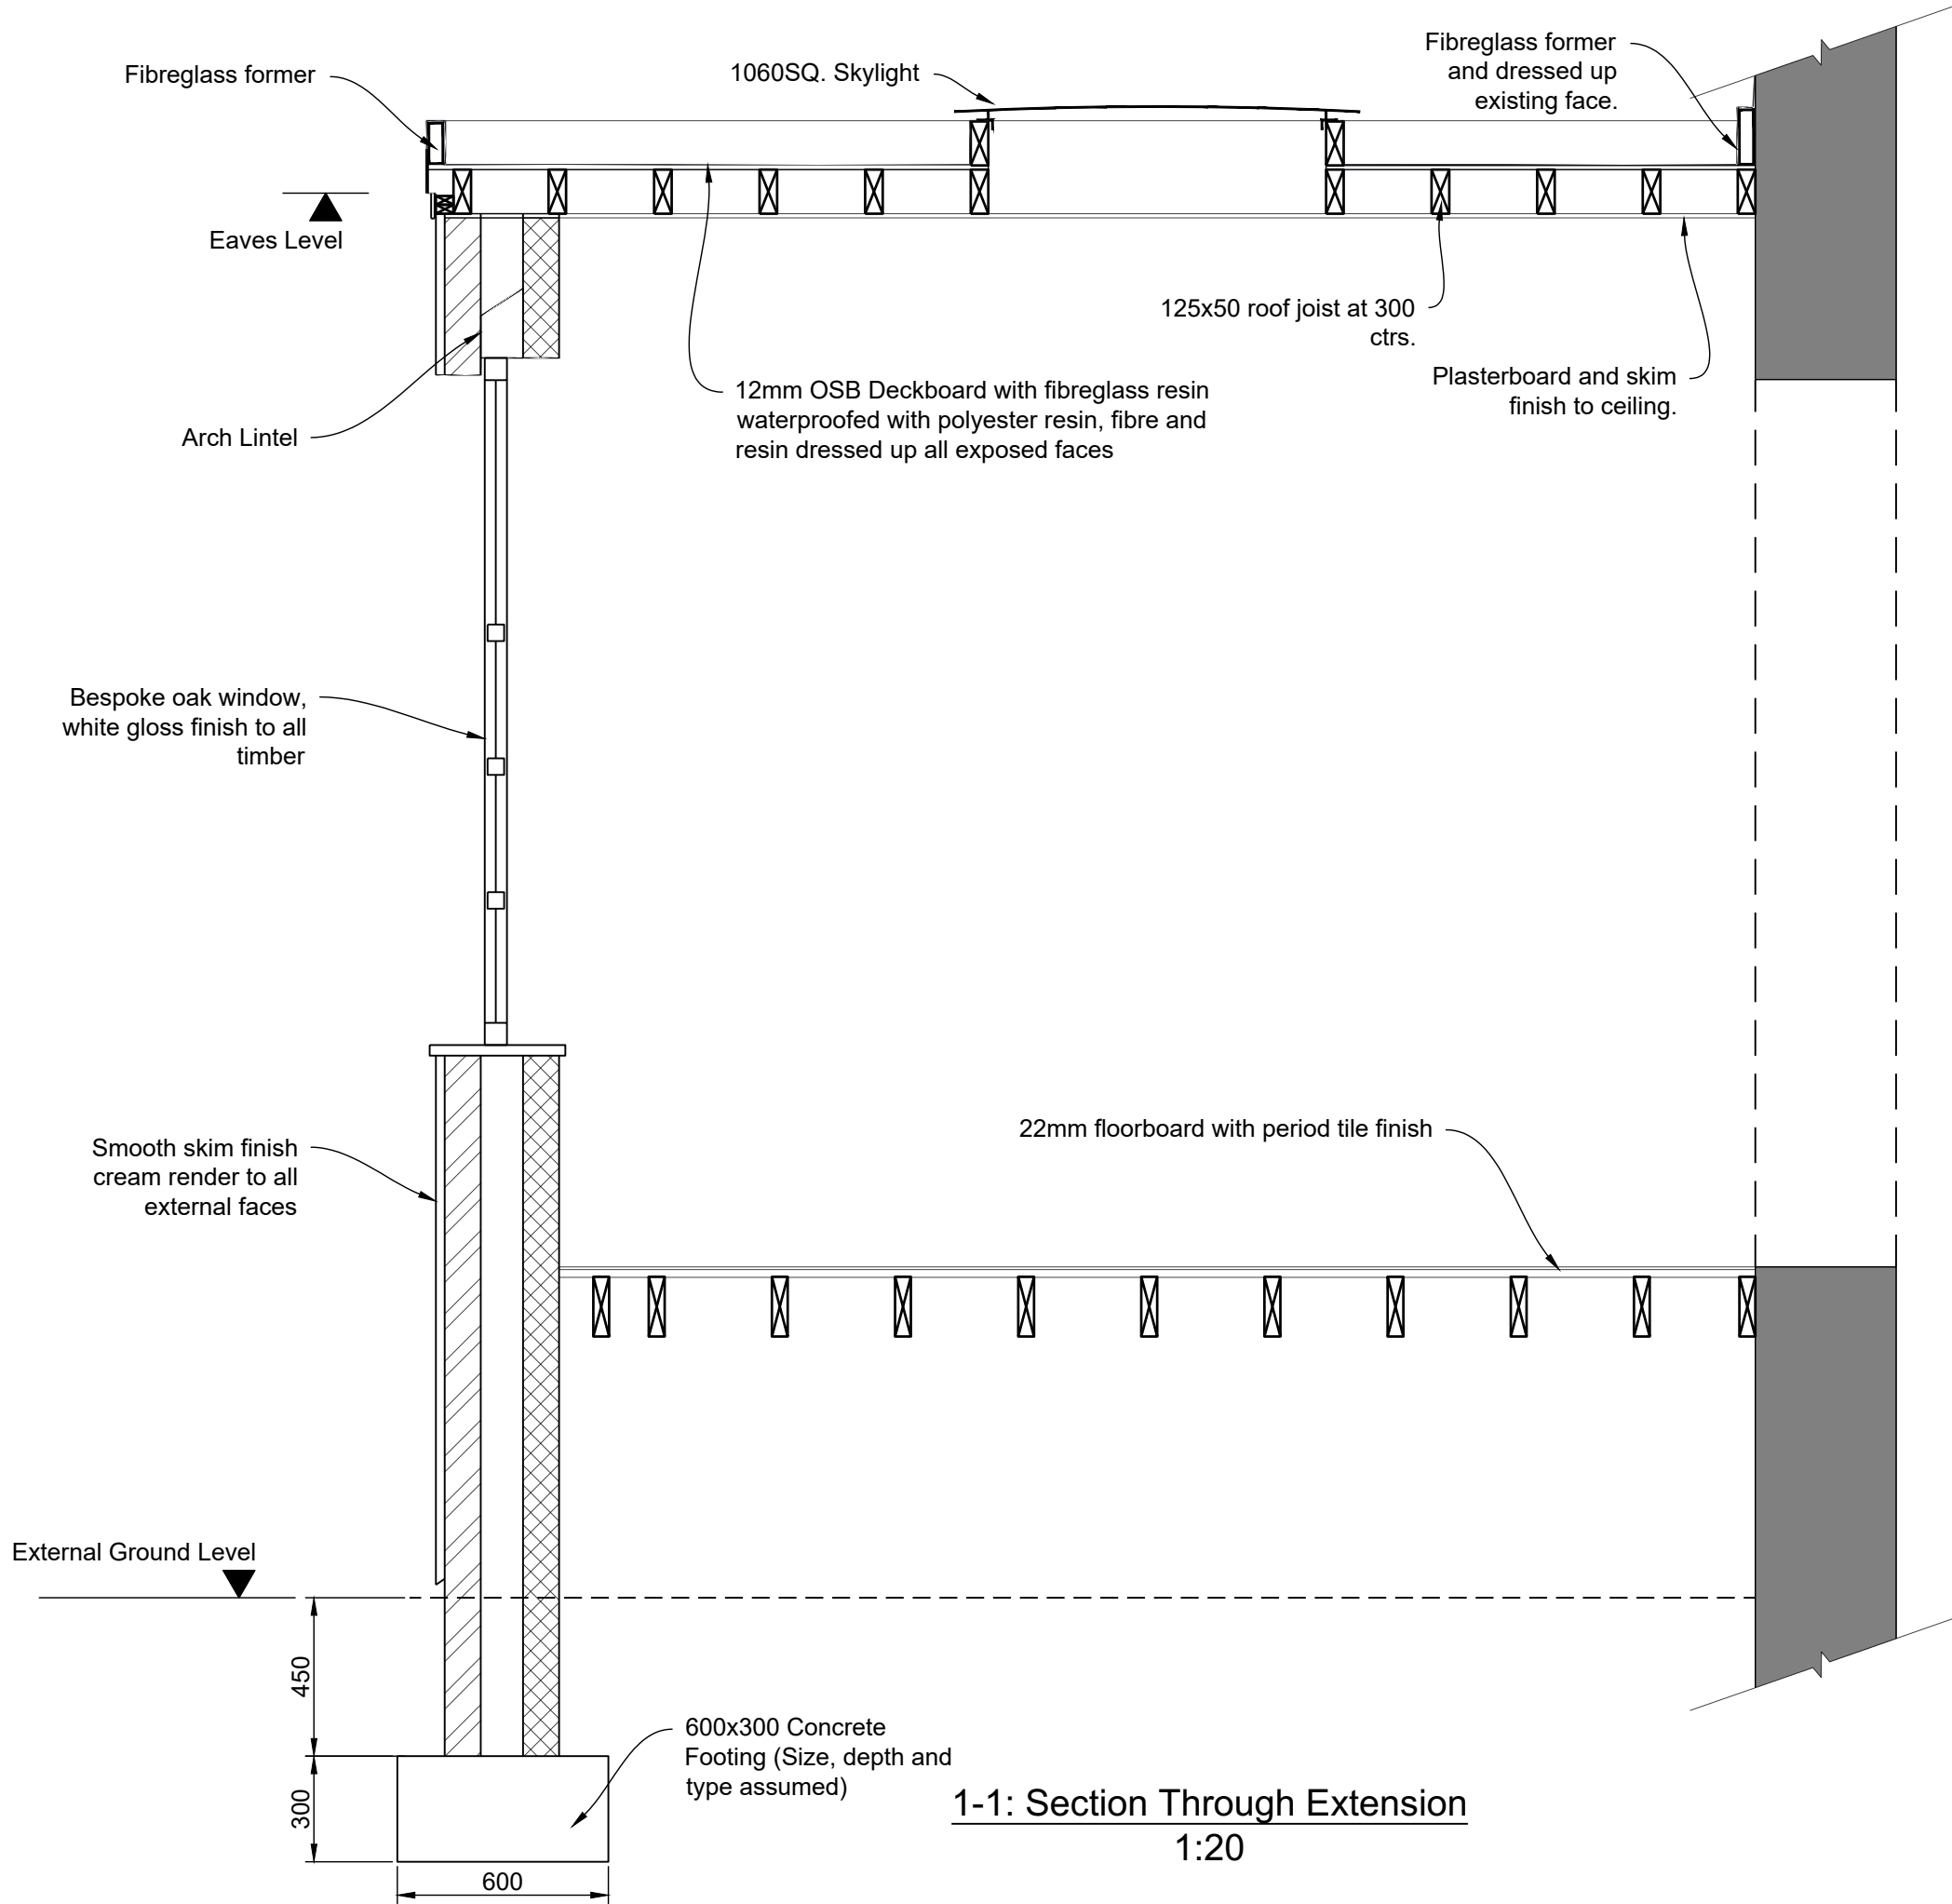 Fibreglass former
1060SQ. Skylight
Fibreglass former
and dressed up
existing face.
Eaves Level
125x50 roof joist at 300
ctrs.
Plasterboard and skim
finish to ceiling.
12mm OSB Deckboard with fibreglass resin
waterproofed with polyester resin, fibre and
resin dressed up all exposed faces
Arch Lintel
Bespoke oak window,
white gloss finish to all
timber
22mm floorboard with period tile finish
Smooth skim finish
cream render to all
external faces
External Ground Level
450
600x300 Concrete
Footing (Size, depth and
type assumed)
300
600
1-1: Section Through Extension
1:20